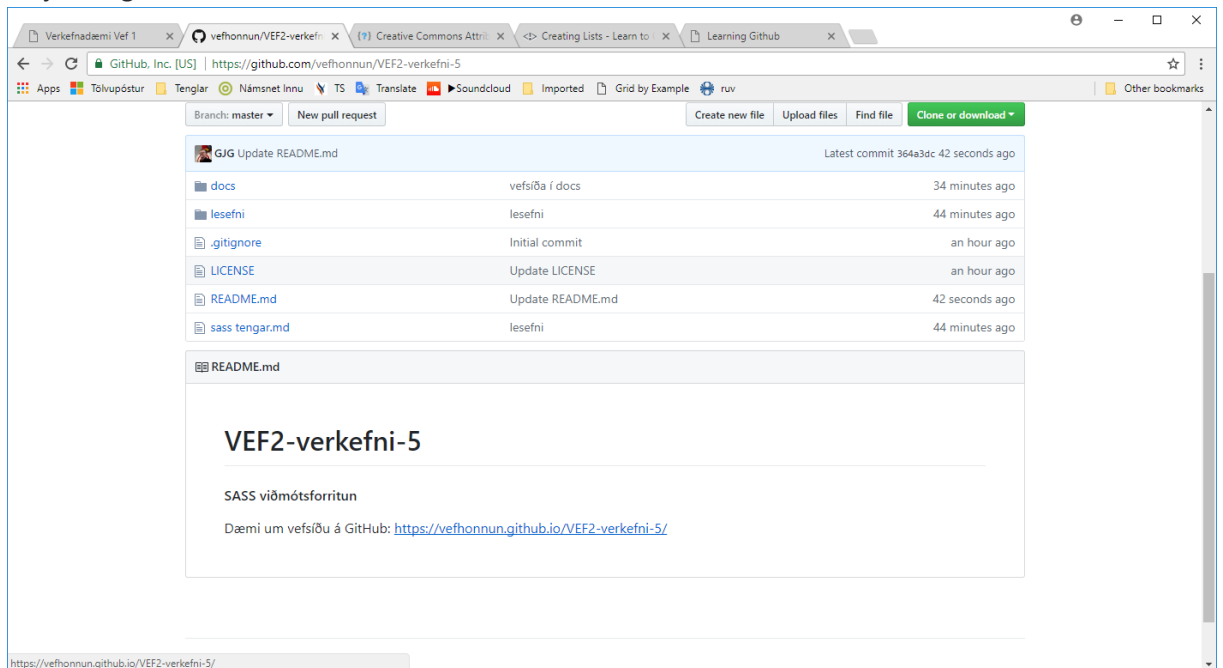 Verkefnadæmi Vef 1
vefhonnun/VEF2-verkefn
Creative Commons Attrib
<> Creating Lists - Learn to
Learning Github
GitHub, Inc. [US] | https://github.com/vefhonnun/VEF2-verkefni-5
Apps Tölvupóstur Tenglar Námsnet Innu TS Translate ▶Soundcloud Imported Grid by Example ruv Other bookmarks
Branch: master New pull request Create new file Upload files Find file Clone or download
GJG Update README.md Latest commit 364a3dc 42 seconds ago
docs vefsíða í docs 34 minutes ago
lesefni lesefni 44 minutes ago
.gitignore Initial commit an hour ago
LICENSE Update LICENSE an hour ago
README.md Update README.md 42 seconds ago
sass tengar.md lesefni 44 minutes ago
README.md
VEF2-verkefni-5
SASS viðmótsforritun
Dæmi um vefsíðu á GitHub: https://vefhonnun.github.io/VEF2-verkefni-5/
https://vefhonnun.github.io/VEF2-verkefni-5/